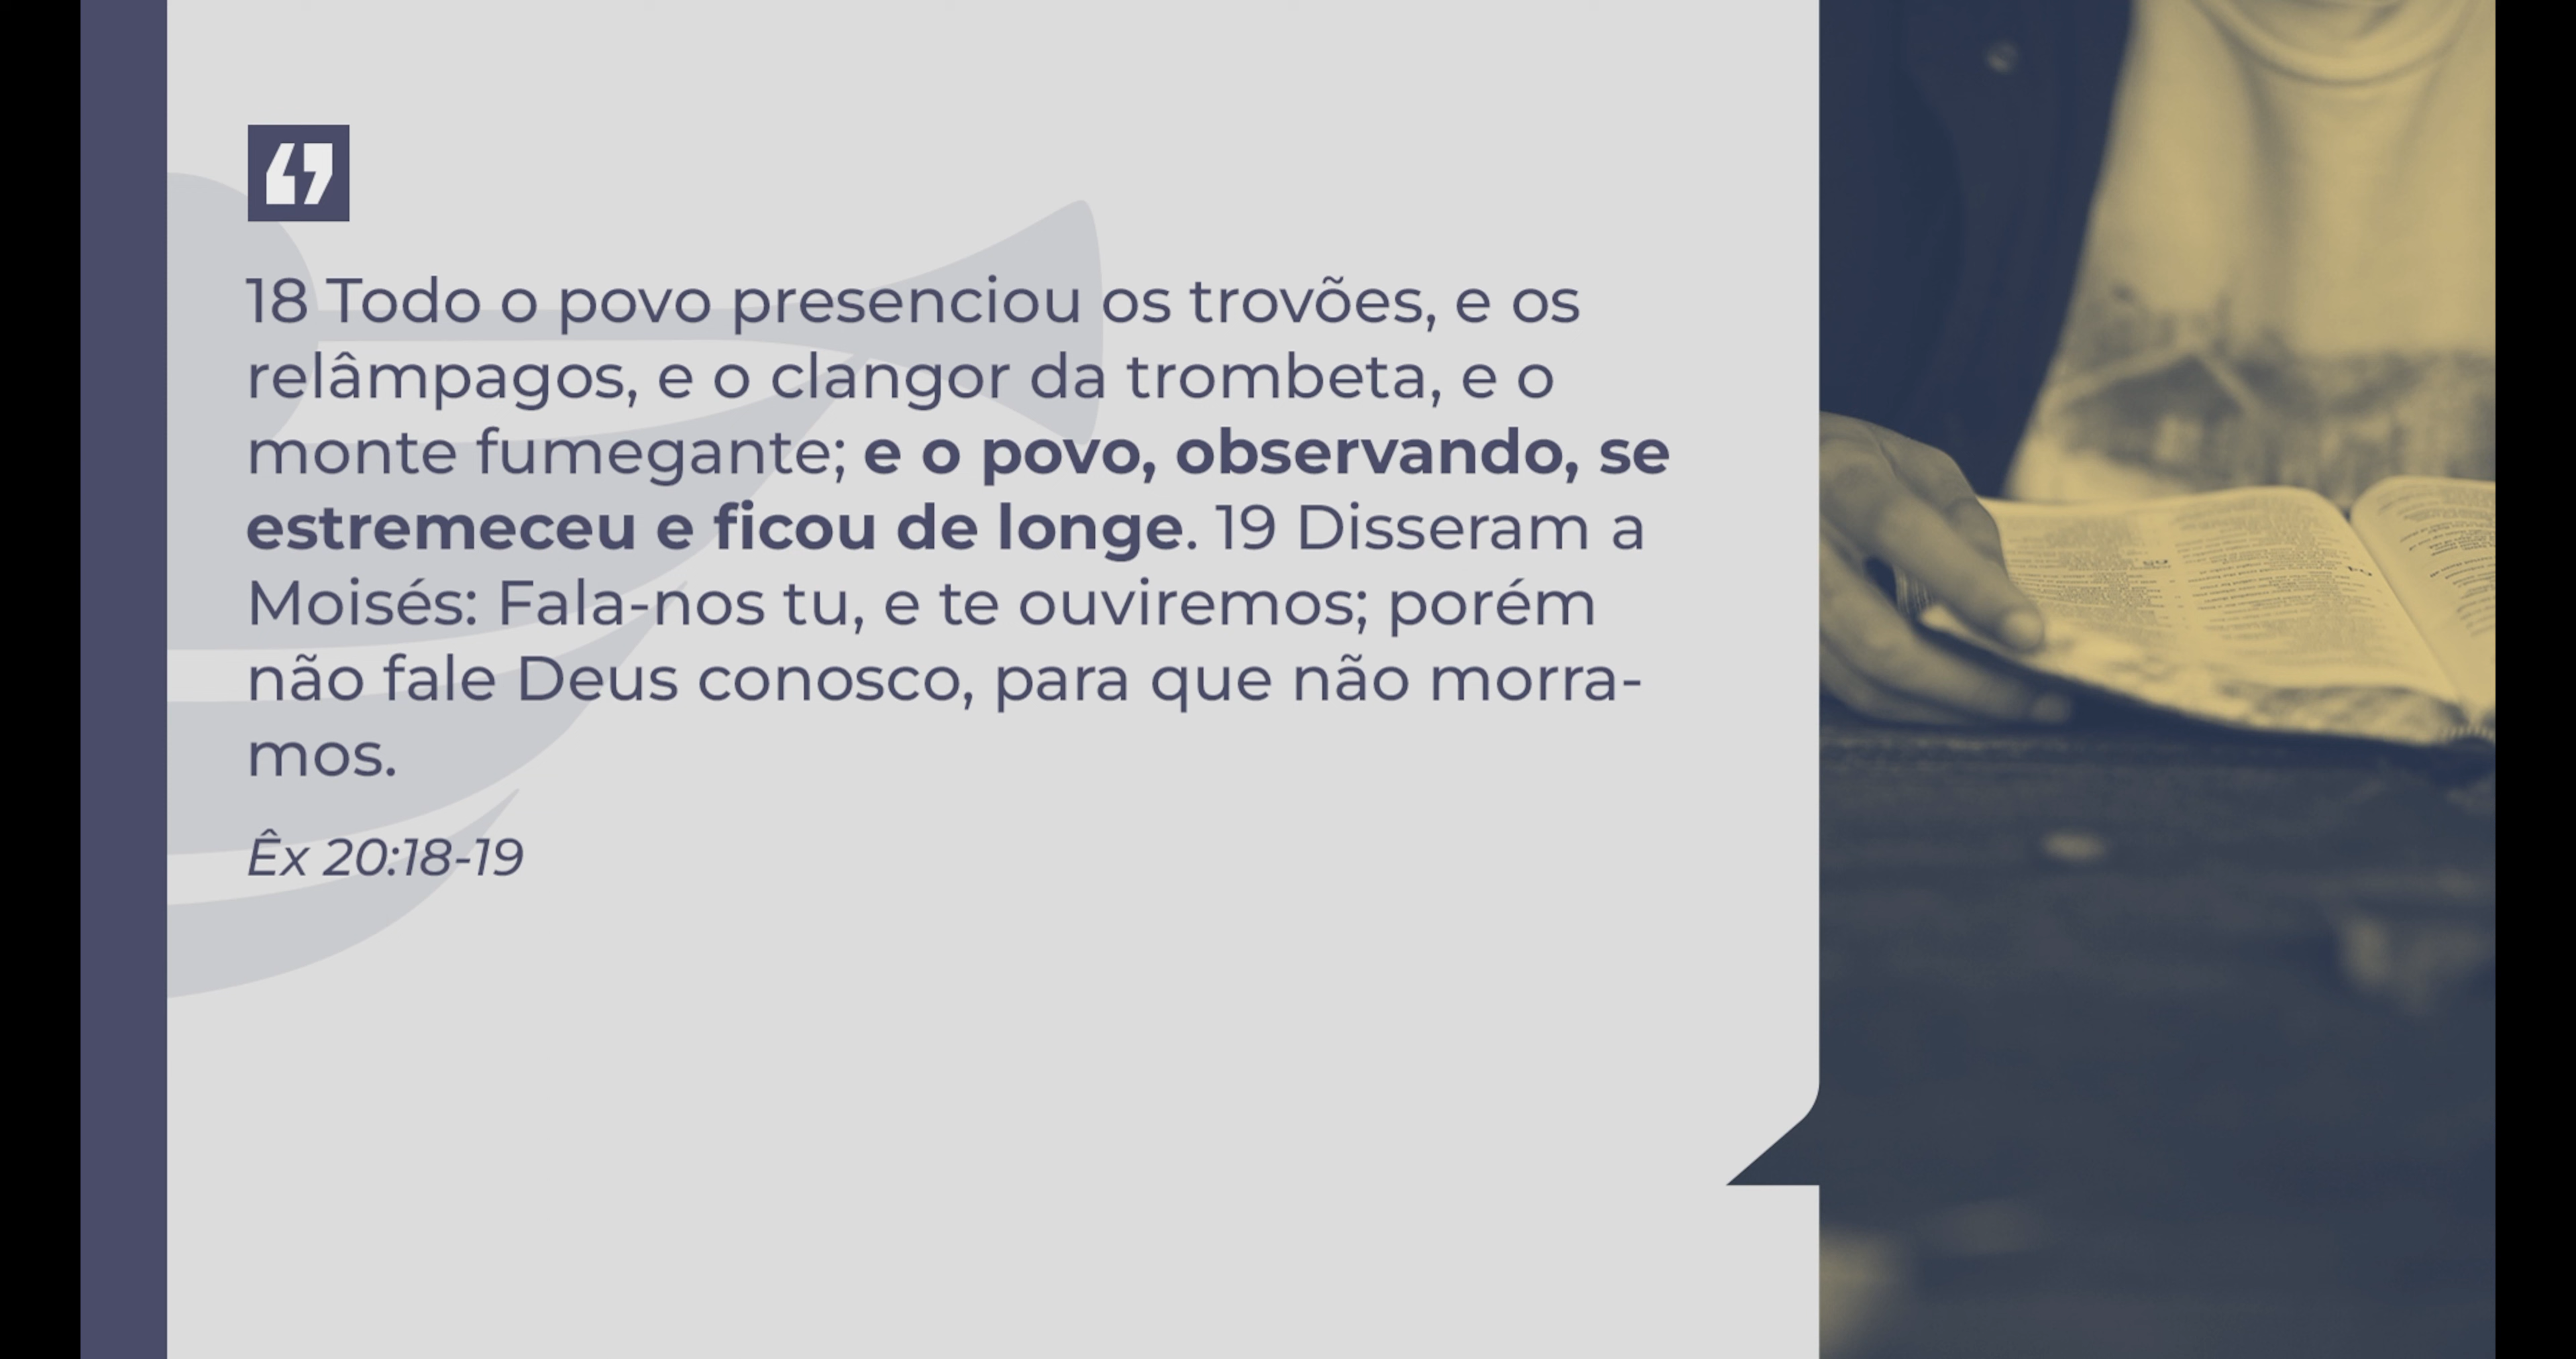 18 Todo o povo presenciou os trovões, e os
relâmpagos, e o clangor da trombeta, e o
monte fumegante; e o povo, observando, se
estremeceu e ficou de longe. 19 Disseram a
Moisés: Fala-nos tu, e te ouviremos; porém
não fale Deus conosco, para que não morra-
mos.
Êx 20:18-19